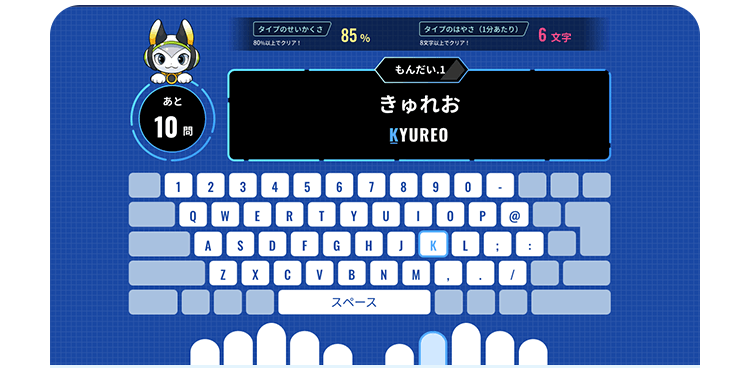 タイプのせいかくさ
80%以上でクリア！
85 %
タイプのはやさ（1分あたり）
8文字以上でクリア！
6 文字
もんだい.1
あと
10 問
きゅれお
KYUREO
1 2 3 4 5 6 7 8 9 0 -
Q W E R T Y U I O P @
A S D F G H J K L ; :
Z X C V B N M , . /
スペース